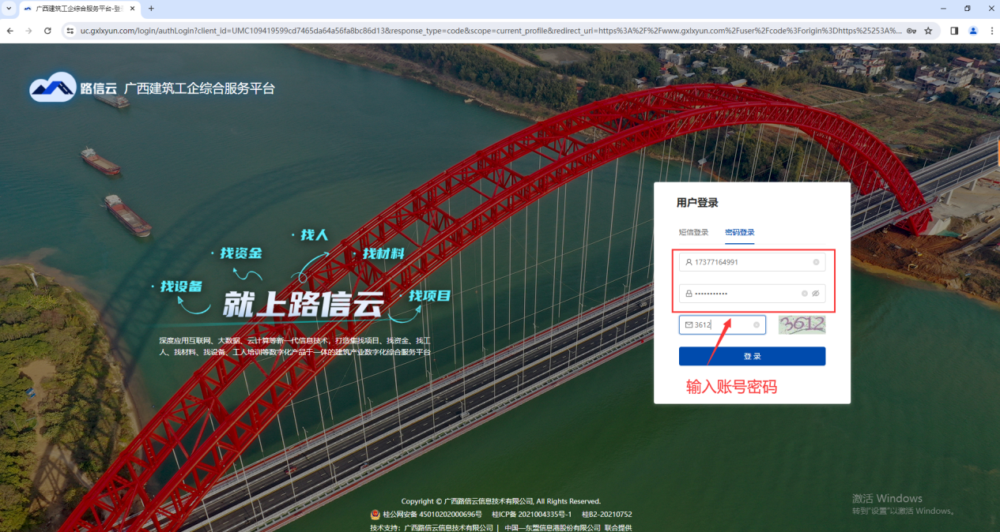 广西建筑工企综合服务平台-登
uc.gxlxyun.com/login/authLogin?client_id=UMC109419599cd7465da64a56fa8bc86d13&response_type=code&scope=current_profile&redirect_uri=https%3A%2F%2Fwww.gxlxyun.com%2Fuser%2Fcode%3Forigin%3Dhttps%25253A%...
路信云 广西建筑工企综合服务平台
用户登录
短信登录 密码登录
17377164991
•••••••••••
3612 3612
登 录
输入账号密码
找人
找资金
找材料
找设备
找项目
就上路信云
深度应用互联网、大数据、云计算等新一代信息技术，打造集找项目、找资金、找工
人、找材料、找设备、工人培训等数字化产品于一体的建筑产业数字化综合服务平台
Copyright © 广西路信云信息技术有限公司, All Rights Reserved.
桂公网安备 45010202000696号 桂ICP备 2021004335号-1 桂B2-20210752
技术支持：广西路信云信息技术有限公司 | 中国—东盟信息港股份有限公司 联合提供
激活 Windows
转到"设置"以激活 Windows。